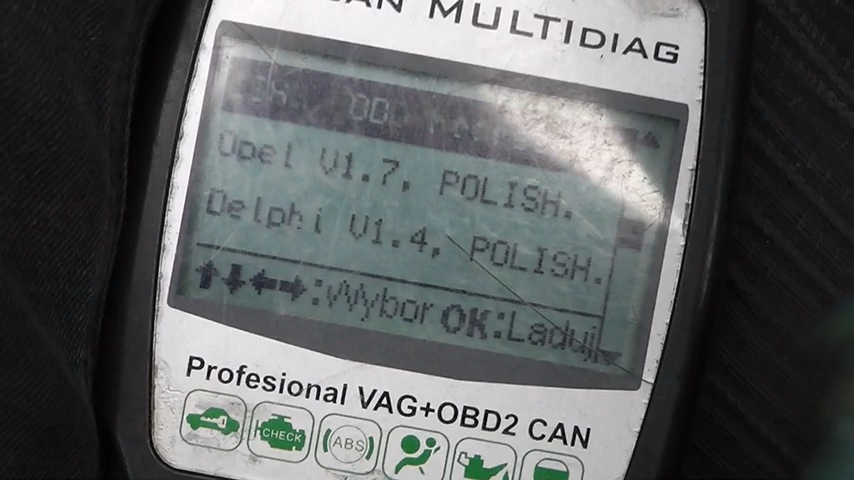 MULTIDIAG
Opel V1.7, POLISH.
Delphi V1.4, POLISH.
↑↓←→:Wybor OK:Laduj
Profesional VAG+OBD2 CAN
CHECK
ABS